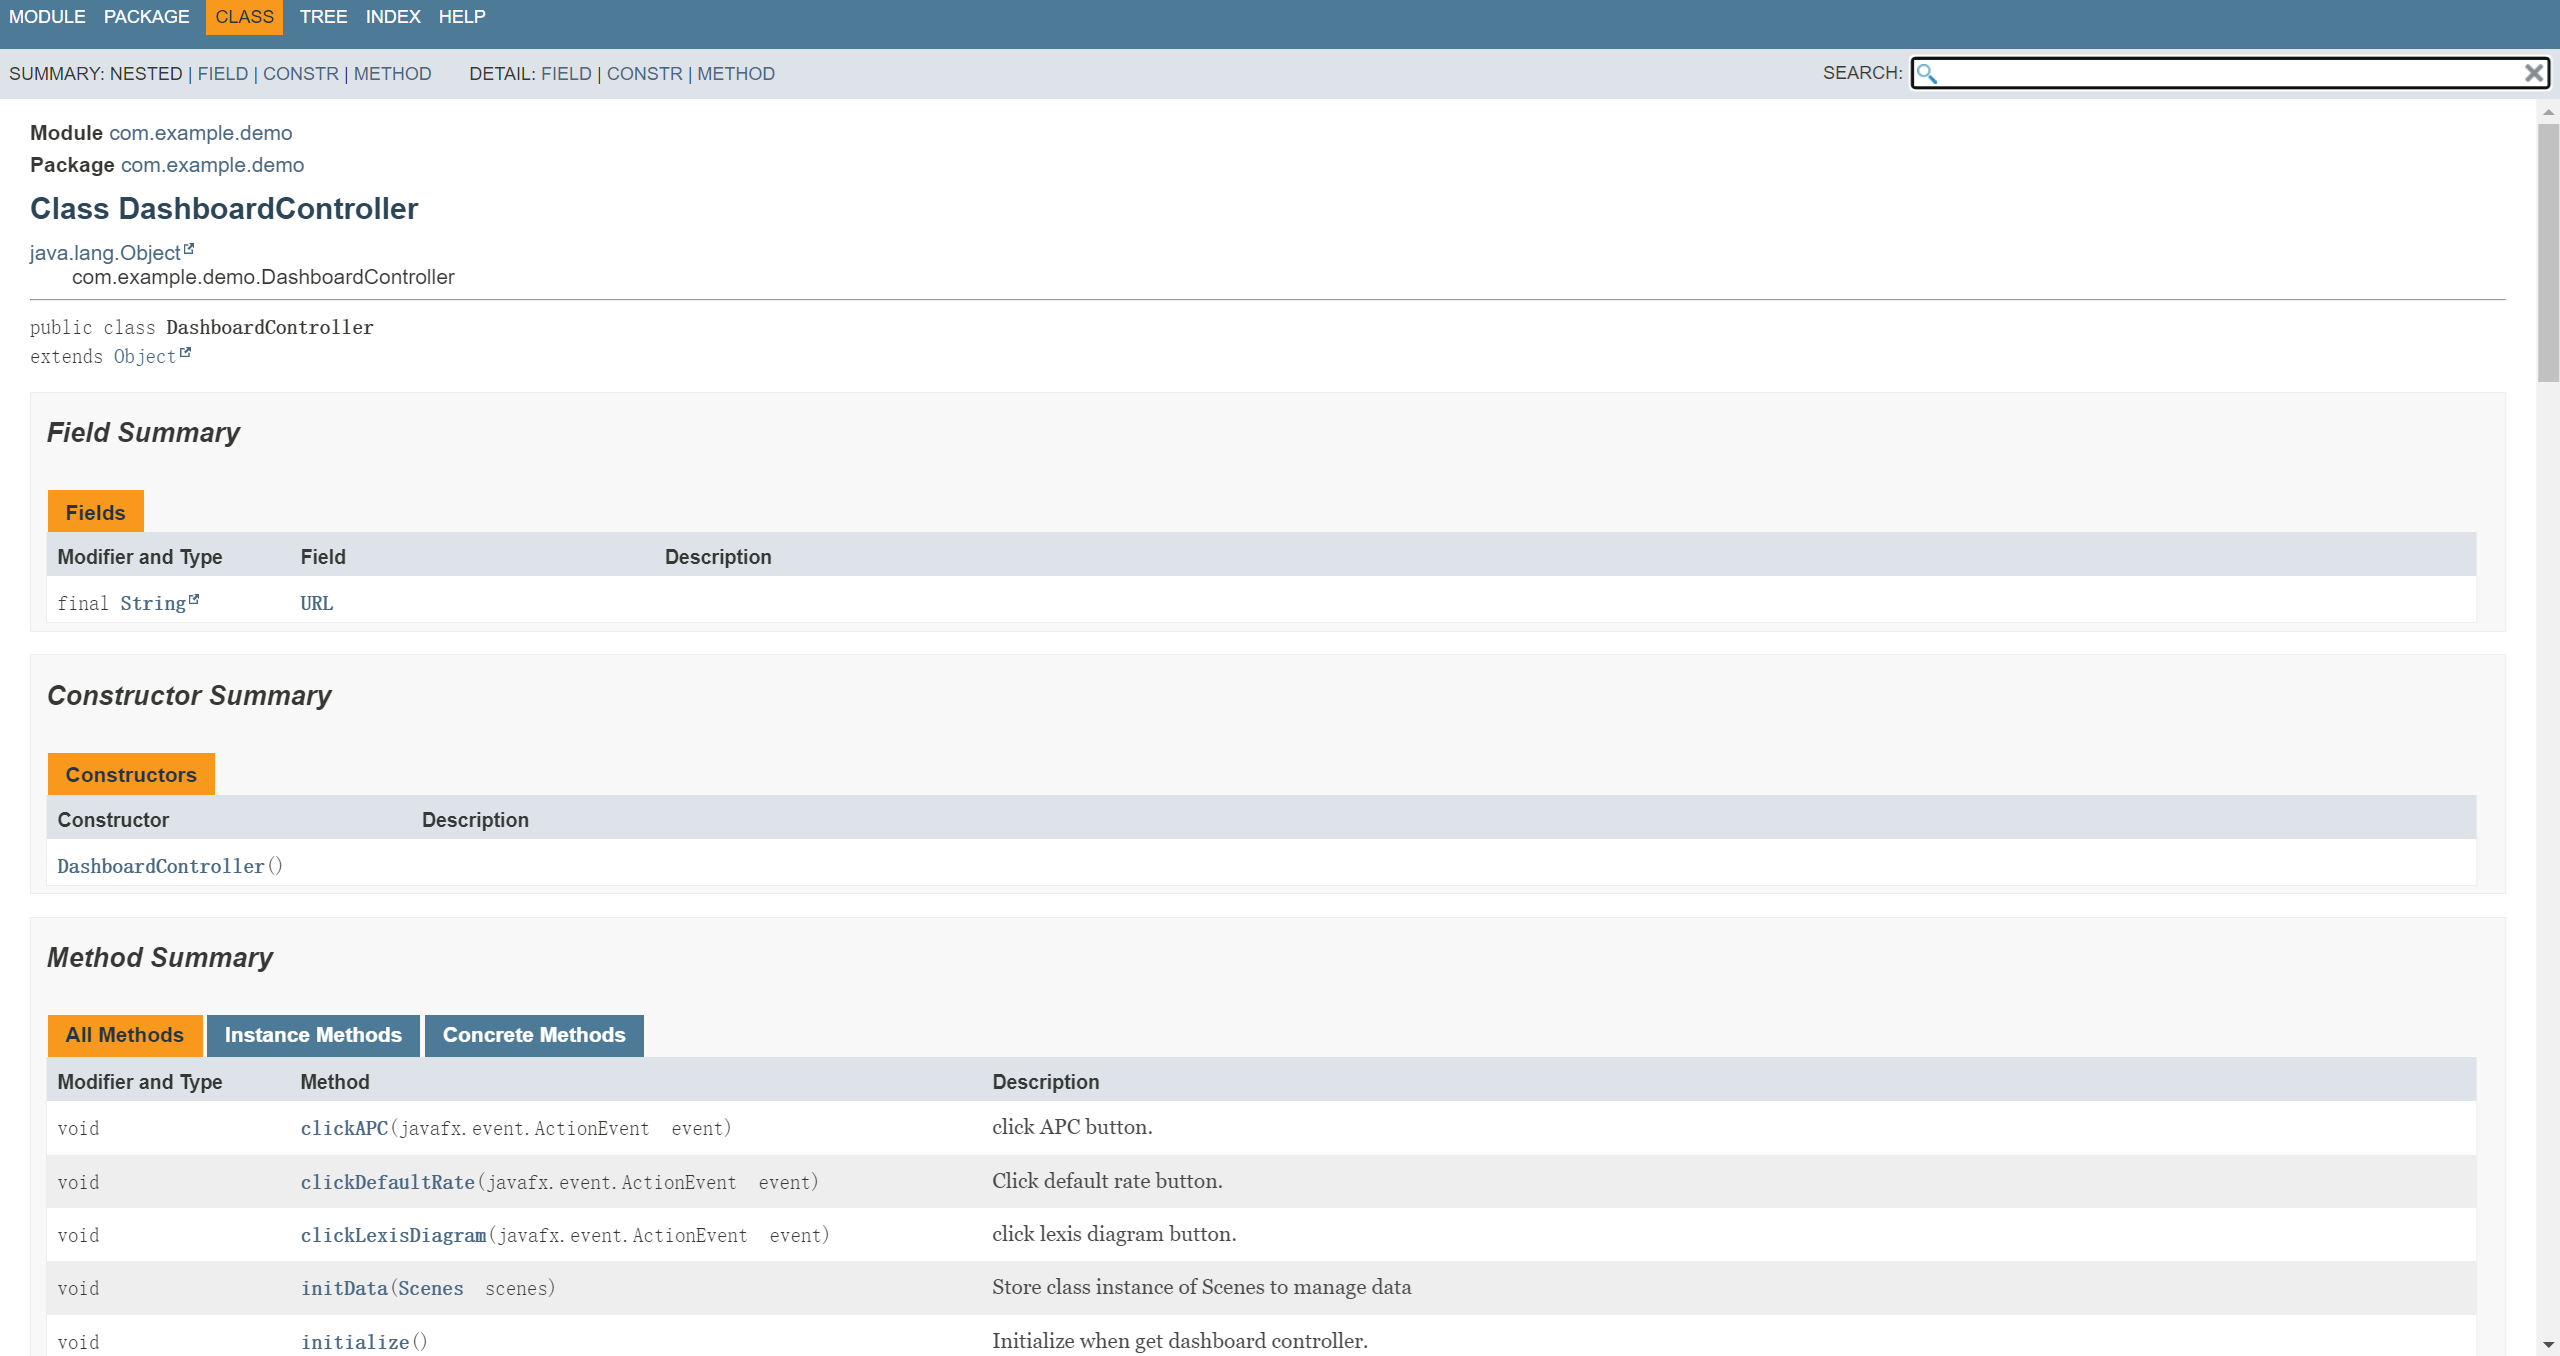 MODULE PACKAGE CLASS TREE INDEX HELP
SUMMARY: NESTED | FIELD | CONSTR | METHOD DETAIL: FIELD | CONSTR | METHOD SEARCH:
Module com.example.demo
Package com.example.demo
Class DashboardController
java.lang.Object
com.example.demo.DashboardController
public class DashboardController
extends Object
Field Summary
Fields
Modifier and Type Field Description
final String URL
Constructor Summary
Constructors
Constructor Description
DashboardController()
Method Summary
All Methods Instance Methods Concrete Methods
Modifier and Type Method Description
void clickAPC(javafx.event.ActionEvent event) click APC button.
void clickDefaultRate(javafx.event.ActionEvent event) Click default rate button.
void clickLexisDiagram(javafx.event.ActionEvent event) click lexis diagram button.
void initData(Scenes scenes) Store class instance of Scenes to manage data
void initialize() Initialize when get dashboard controller.